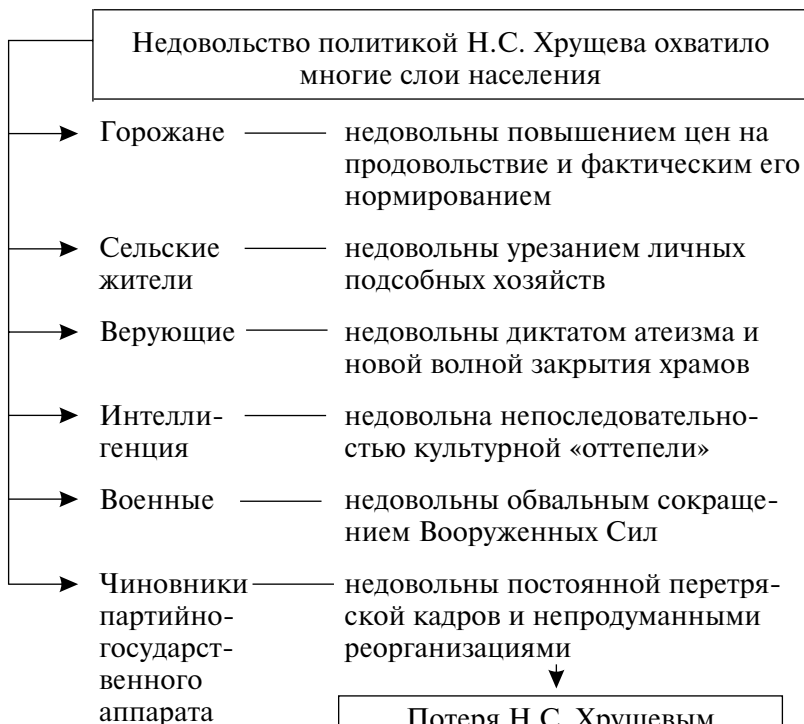 Недовольство политикой Н.С. Хрущева охватило
многие слои населения
Горожане
недовольны повышением цен на
продовольствие и фактическим его
нормированием
Сельские
жители
недовольны урезанием личных
подсобных хозяйств
Верующие
недовольны диктатом атеизма и
новой волной закрытия храмов
Интелли-
генция
недовольна непоследовательно-
стью культурной «оттепели»
Военные
недовольны обвальным сокраще-
нием Вооруженных Сил
Чиновники
партийно-
государст-
венного
аппарата
недовольны постоянной перетря-
ской кадров и непродуманными
реорганизациями
Потеря Н.С. Хрущевым